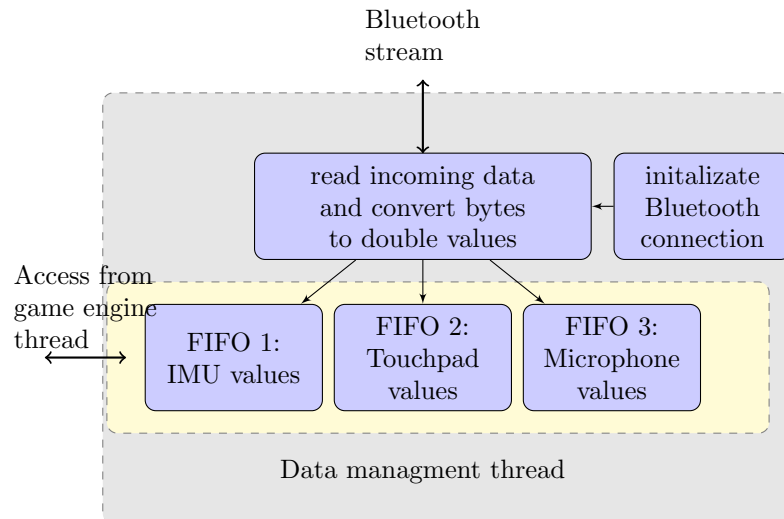 Bluetooth
stream
read incoming data
and convert bytes
to double values
initalizate
Bluetooth
connection
Access from
game engine
thread
FIFO 1:
IMU values
FIFO 2:
Touchpad
values
FIFO 3:
Microphone
values
Data managment thread